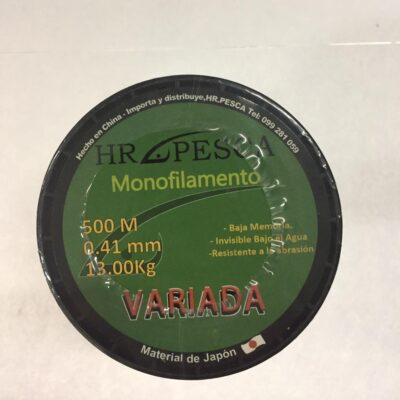 Hecho en China - Importa y distribuye,HR.PESCA Tel: 099 281 059
HR PESCA
Monofilamento
500 M
0,41 mm
13.00Kg
- Baja Memoria.
- Invisible Bajo el Agua
-Resistente a la abrasión
VARIADA
Material de Japón